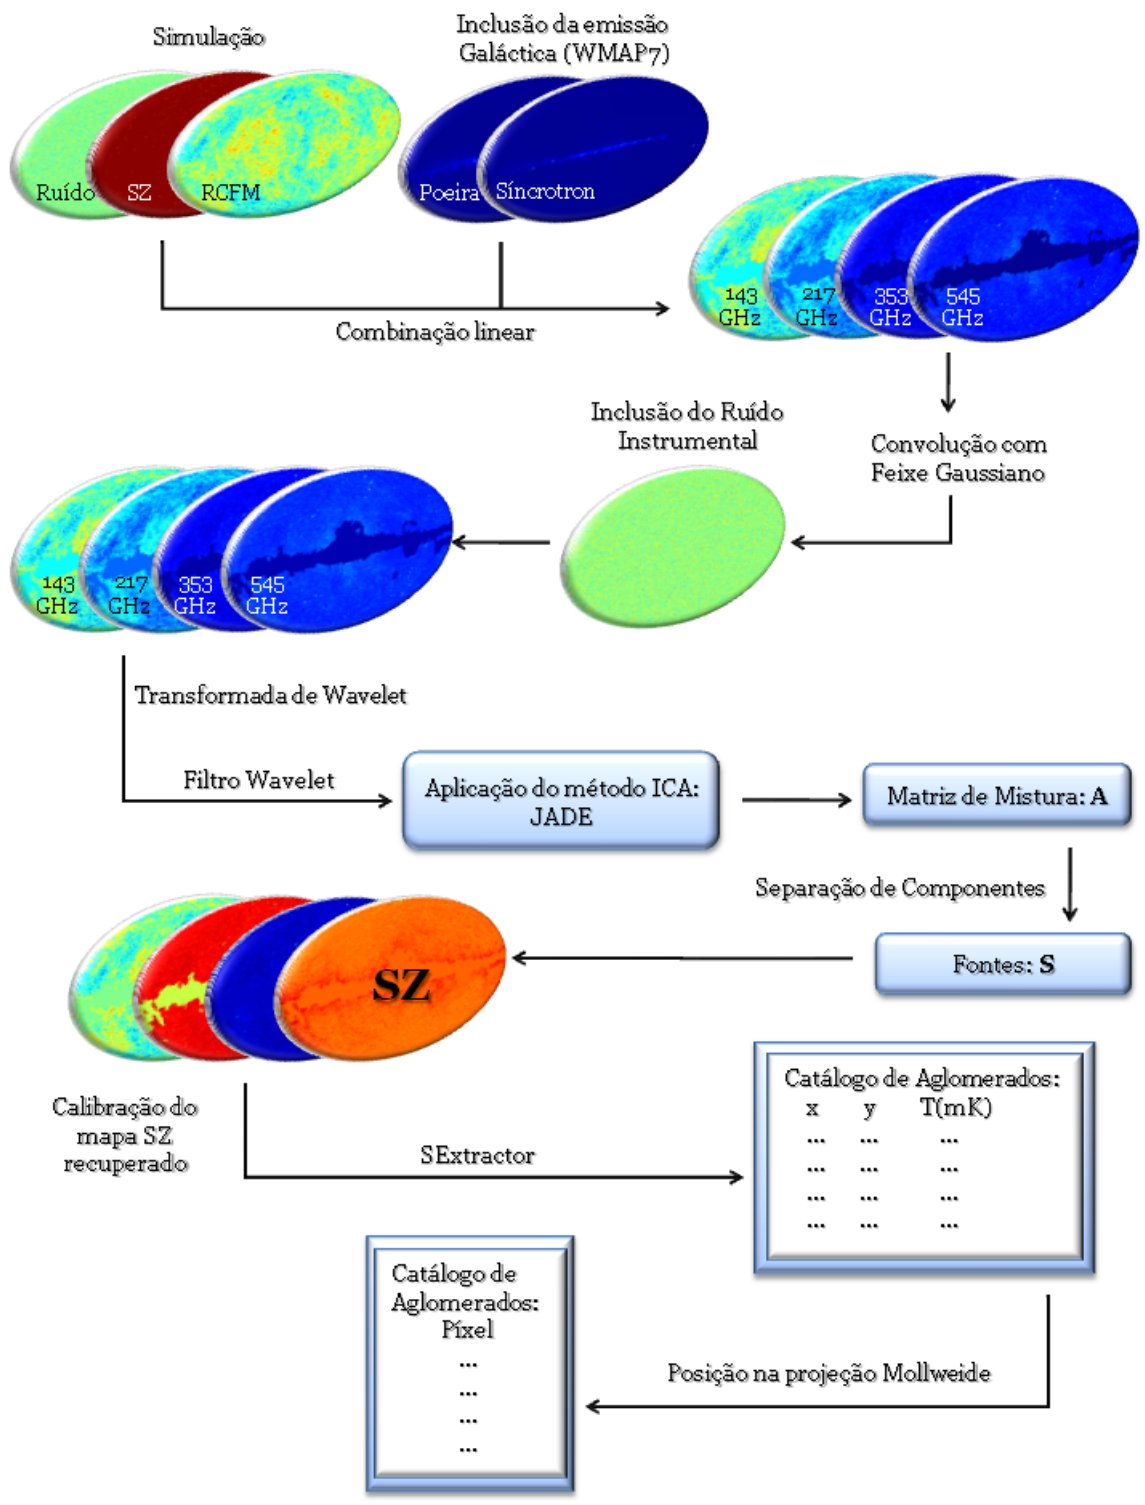 Simulação
Inclusão da emissão
Galáctica (WMAP7)
Ruído
SZ
RCFM
Poeira
Síncrotron
143
GHz
217
GHz
353
GHz
545
GHz
Combinação linear
Convolução com
Feixe Gaussiano
Inclusão do Ruído
Instrumental
143
GHz
217
GHz
353
GHz
545
GHz
Transformada de Wavelet
Filtro Wavelet
Aplicação do método ICA:
JADE
Matriz de Mistura: A
Separação de Componentes
Fontes: S
SZ
Calibração do
mapa SZ
recuperado
SExtractor
Catálogo de Aglomerados:
x y T(mK)
... ... ...
... ... ...
... ... ...
... ... ...
Posição na projeção Mollweide
Catálogo de
Aglomerados:
Píxel
...
...
...
...